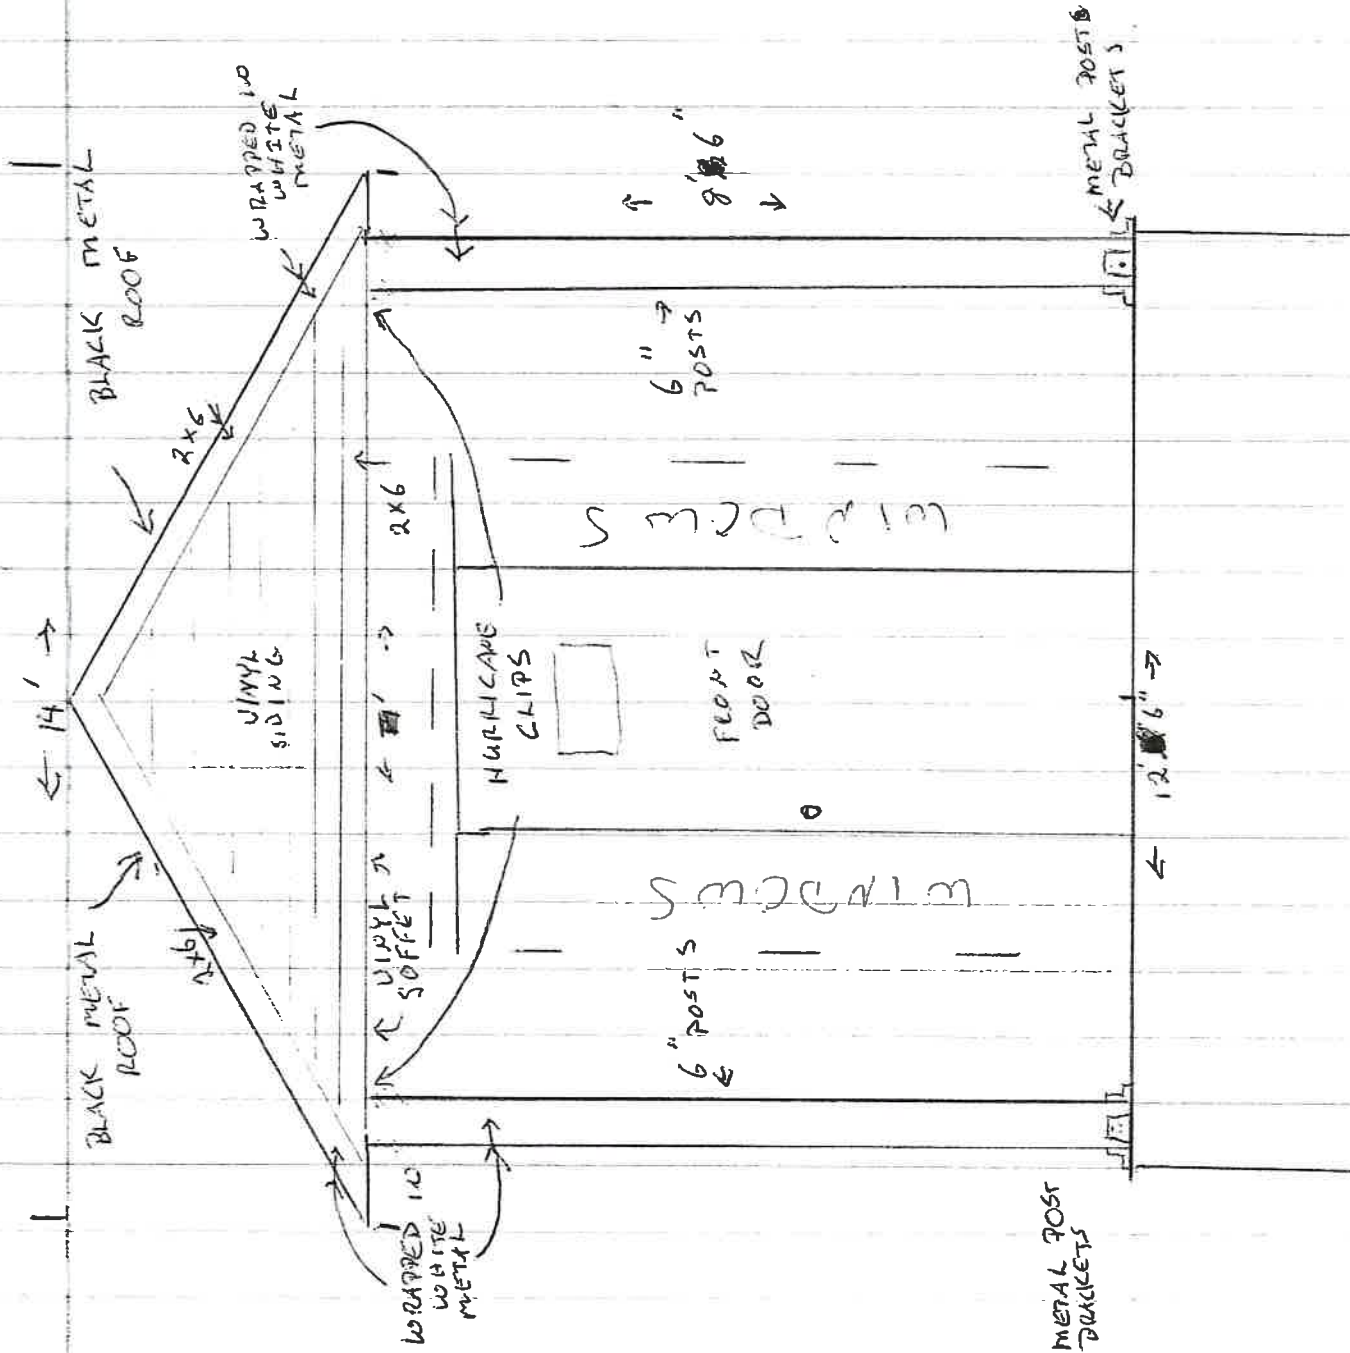 ← 14' →
BLACK METAL
ROOF
BLACK METAL
ROOF
2x6
2x6
WRAPPED IN
WHITE
METAL
VINYL
SIDING
WRAPPED IN
WHITE
METAL
VINYL
SOFFET
2x6
HURRICANE
CLIPS
WINDOWS
WINDOWS
FRONT
DOOR
6" POSTS
6"
POSTS
8' 6"
METAL POST
BRACKETS
METAL POST
BRACKETS
12' 6"